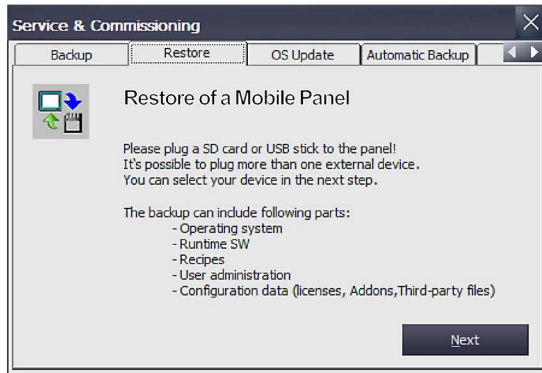 Service & Commissioning
Backup
Restore
OS Update
Automatic Backup
Restore of a Mobile Panel
Please plug a SD card or USB stick to the panel!
It's possible to plug more than one external device.
You can select your device in the next step.
The backup can include following parts:
- Operating system
- Runtime SW
- Recipes
- User administration
- Configuration data (licenses, Addons,Third-party files)
Next